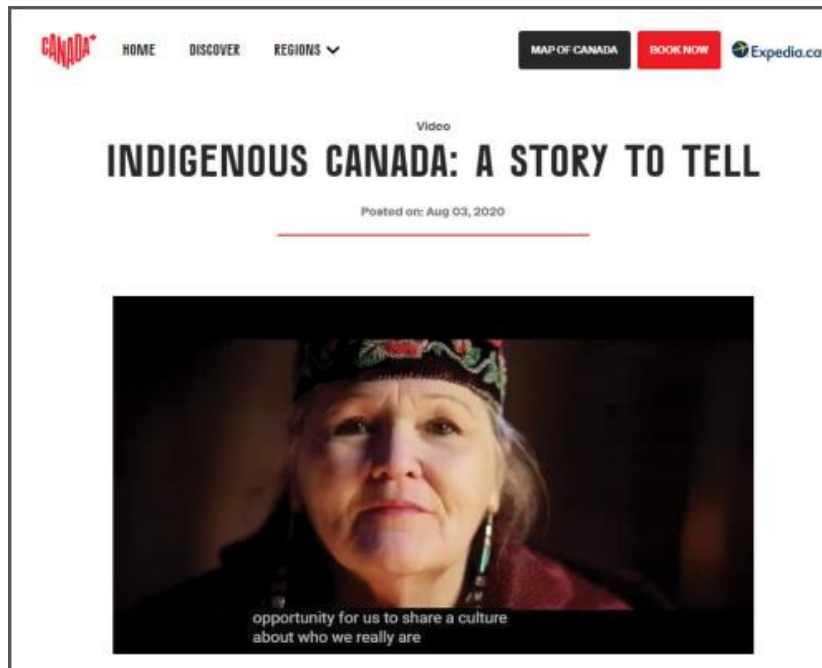 CANADA HOME DISCOVER REGIONS MAP OF CANADA BOOK NOW Expedia.ca
Video
INDIGENOUS CANADA: A STORY TO TELL
Posted on: Aug 03, 2020
opportunity for us to share a culture
about who we really are